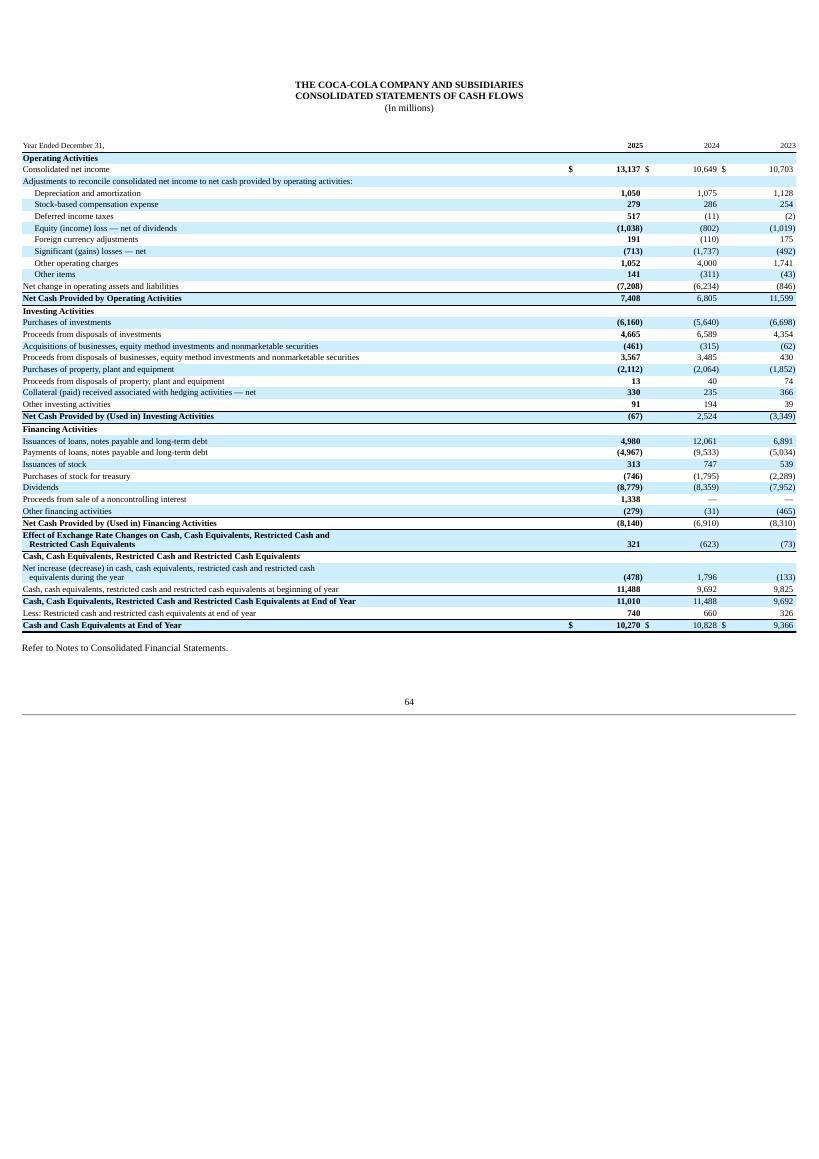 THE COCA-COLA COMPANY AND SUBSIDIARIES
CONSOLIDATED STATEMENTS OF CASH FLOWS
(In millions)
Year Ended December 31, 2025 2024 2023
Operating Activities
Consolidated net income $ 13,137 $ 10,649 $ 10,703
Adjustments to reconcile consolidated net income to net cash provided by operating activities:
Depreciation and amortization 1,050 1,075 1,128
Stock-based compensation expense 279 286 254
Deferred income taxes 517 (11) (2)
Equity (income) loss — net of dividends (1,038) (802) (1,019)
Foreign currency adjustments 191 (110) 175
Significant (gains) losses — net (713) (1,737) (492)
Other operating charges 1,052 4,000 1,741
Other items 141 (311) (43)
Net change in operating assets and liabilities (7,208) (6,234) (846)
Net Cash Provided by Operating Activities 7,408 6,805 11,599
Investing Activities
Purchases of investments (6,160) (5,640) (6,698)
Proceeds from disposals of investments 4,665 6,589 4,354
Acquisitions of businesses, equity method investments and nonmarketable securities (461) (315) (62)
Proceeds from disposals of businesses, equity method investments and nonmarketable securities 3,567 3,485 430
Purchases of property, plant and equipment (2,112) (2,064) (1,852)
Proceeds from disposals of property, plant and equipment 13 40 74
Collateral (paid) received associated with hedging activities — net 330 235 366
Other investing activities 91 194 39
Net Cash Provided by (Used in) Investing Activities (67) 2,524 (3,349)
Financing Activities
Issuances of loans, notes payable and long-term debt 4,980 12,061 6,891
Payments of loans, notes payable and long-term debt (4,967) (9,533) (5,034)
Issuances of stock 313 747 539
Purchases of stock for treasury (746) (1,795) (2,289)
Dividends (8,779) (8,359) (7,952)
Proceeds from sale of a noncontrolling interest 1,338 — —
Other financing activities (279) (31) (465)
Net Cash Provided by (Used in) Financing Activities (8,140) (6,910) (8,310)
Effect of Exchange Rate Changes on Cash, Cash Equivalents, Restricted Cash and
Restricted Cash Equivalents 321 (623) (73)
Cash, Cash Equivalents, Restricted Cash and Restricted Cash Equivalents
Net increase (decrease) in cash, cash equivalents, restricted cash and restricted cash
equivalents during the year (478) 1,796 (133)
Cash, cash equivalents, restricted cash and restricted cash equivalents at beginning of year 11,488 9,692 9,825
Cash, Cash Equivalents, Restricted Cash and Restricted Cash Equivalents at End of Year 11,010 11,488 9,692
Less: Restricted cash and restricted cash equivalents at end of year 740 660 326
Cash and Cash Equivalents at End of Year $ 10,270 $ 10,828 $ 9,366
Refer to Notes to Consolidated Financial Statements.
64